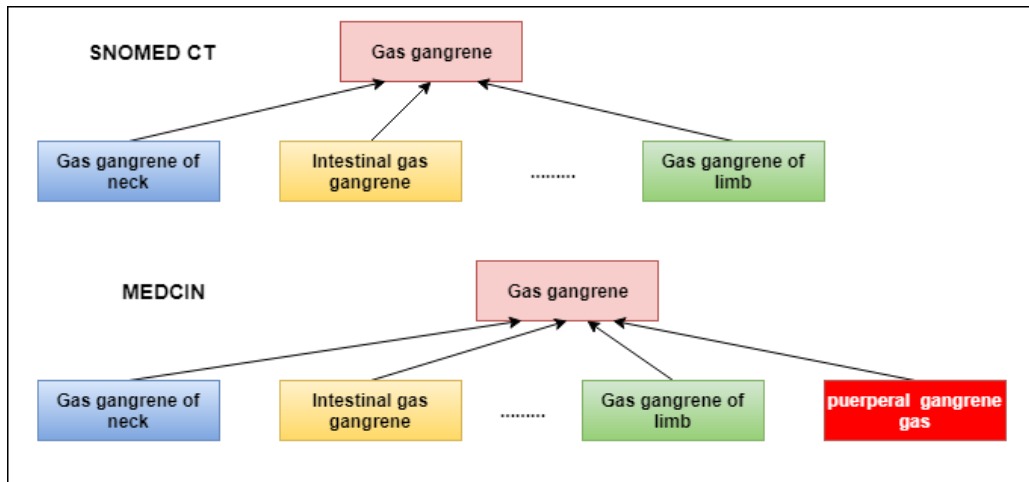 SNOMED CT
Gas gangrene
Gas gangrene of
neck
Intestinal gas
gangrene
.........
Gas gangrene of
limb
MEDCIN
Gas gangrene
Gas gangrene of
neck
Intestinal gas
gangrene
.........
Gas gangrene of
limb
puerperal gangrene
gas